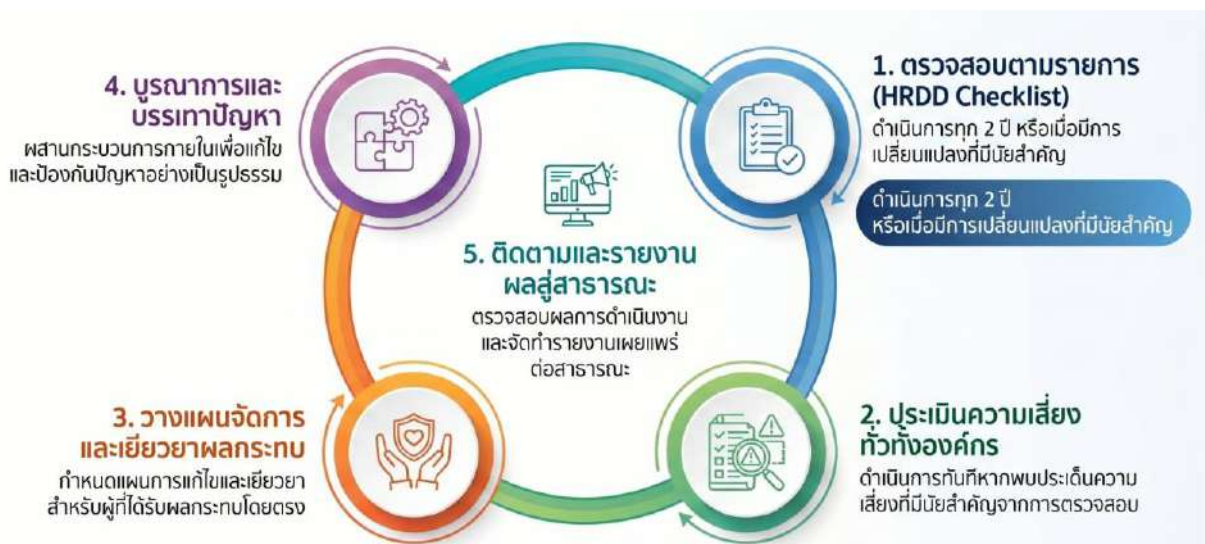 1. ตรวจสอบตามรายการ
(HRDD Checklist)
ดำเนินการทุก 2 ปี หรือเมื่อมีการ
เปลี่ยนแปลงที่มีนัยสำคัญ
ดำเนินการทุก 2 ปี
หรือเมื่อมีการเปลี่ยนแปลงที่มีนัยสำคัญ
2. ประเมินความเสี่ยง
ทั่วทั้งองค์กร
ดำเนินการทันทีหากพบประเด็นความ
เสี่ยงที่มีนัยสำคัญจากการตรวจสอบ
3. วางแผนจัดการ
และเยียวยาผลกระทบ
กำหนดแผนการแก้ไขและเยียวยา
สำหรับผู้ที่ได้รับผลกระทบโดยตรง
4. บูรณาการและ
บรรเทาปัญหา
ผสานกระบวนการภายในเพื่อแก้ไข
และป้องกันปัญหาอย่างเป็นรูปธรรม
5. ติดตามและรายงาน
ผลสู่สาธารณะ
ตรวจสอบผลการดำเนินงาน
และจัดทำรายงานเผยแพร่
ต่อสาธารณะ